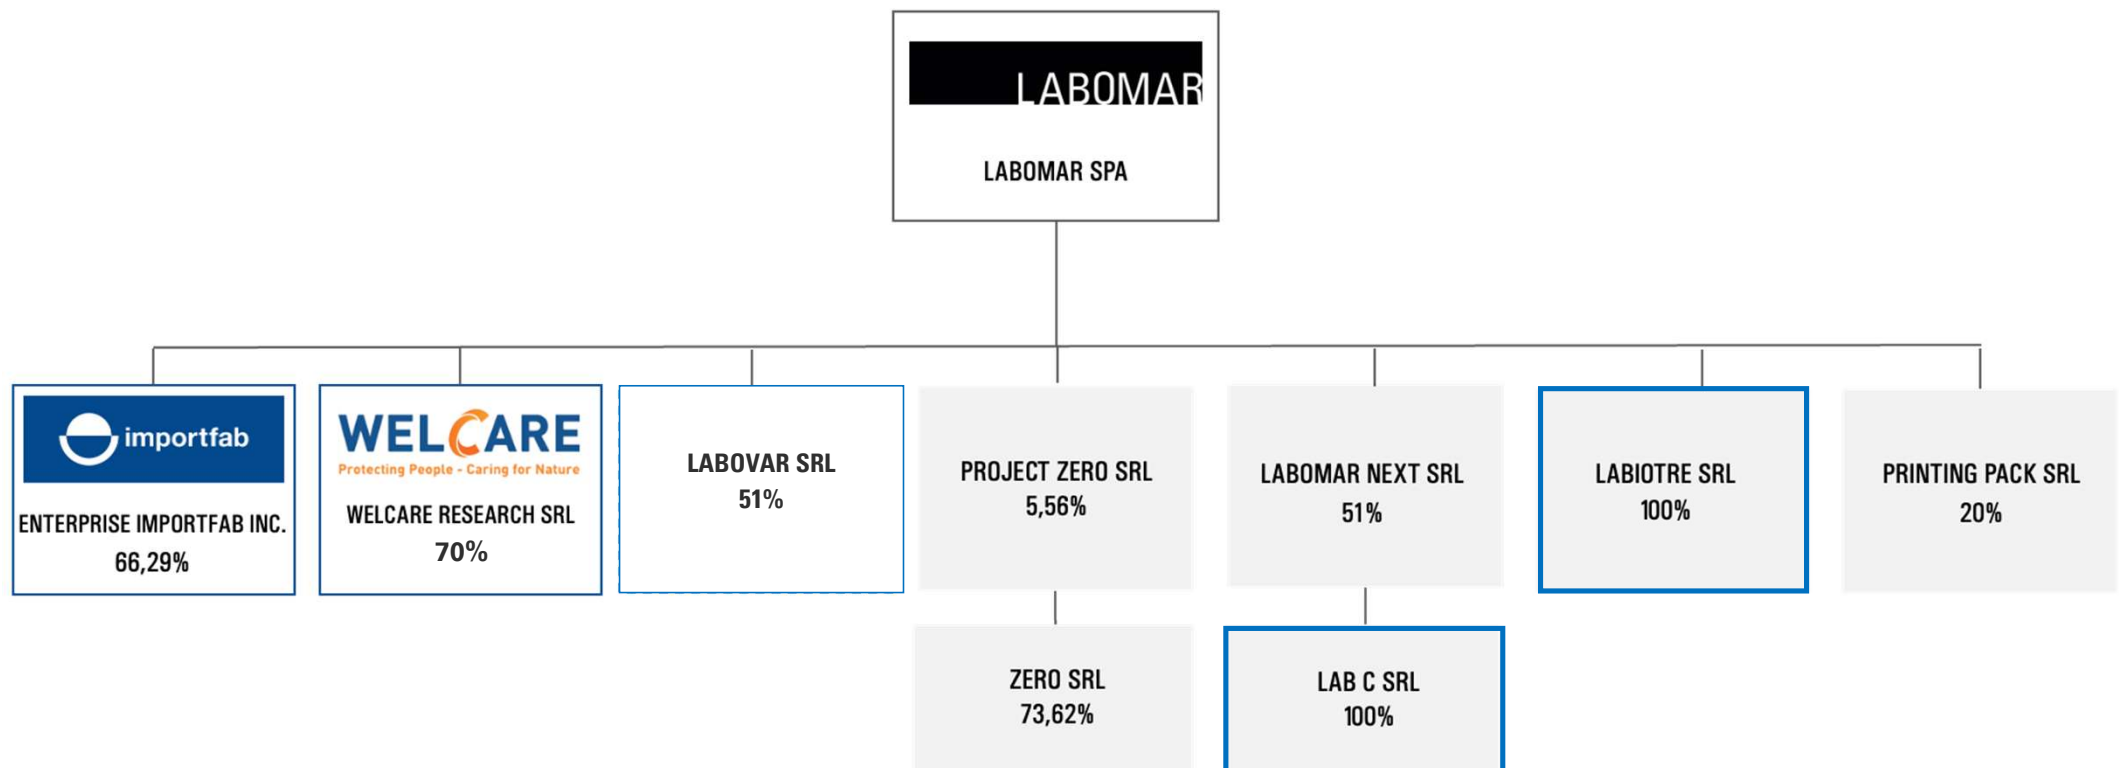 LABOMAR
LABOMAR SPA
importfab
ENTERPRISE IMPORTFAB INC.
66,29%
WELCARE
Protecting People - Caring for Nature
WELCARE RESEARCH SRL
70%
LABOVAR SRL
51%
PROJECT ZERO SRL
5,56%
LABOMAR NEXT SRL
51%
LABIOTRE SRL
100%
PRINTING PACK SRL
20%
ZERO SRL
73,62%
LAB C SRL
100%